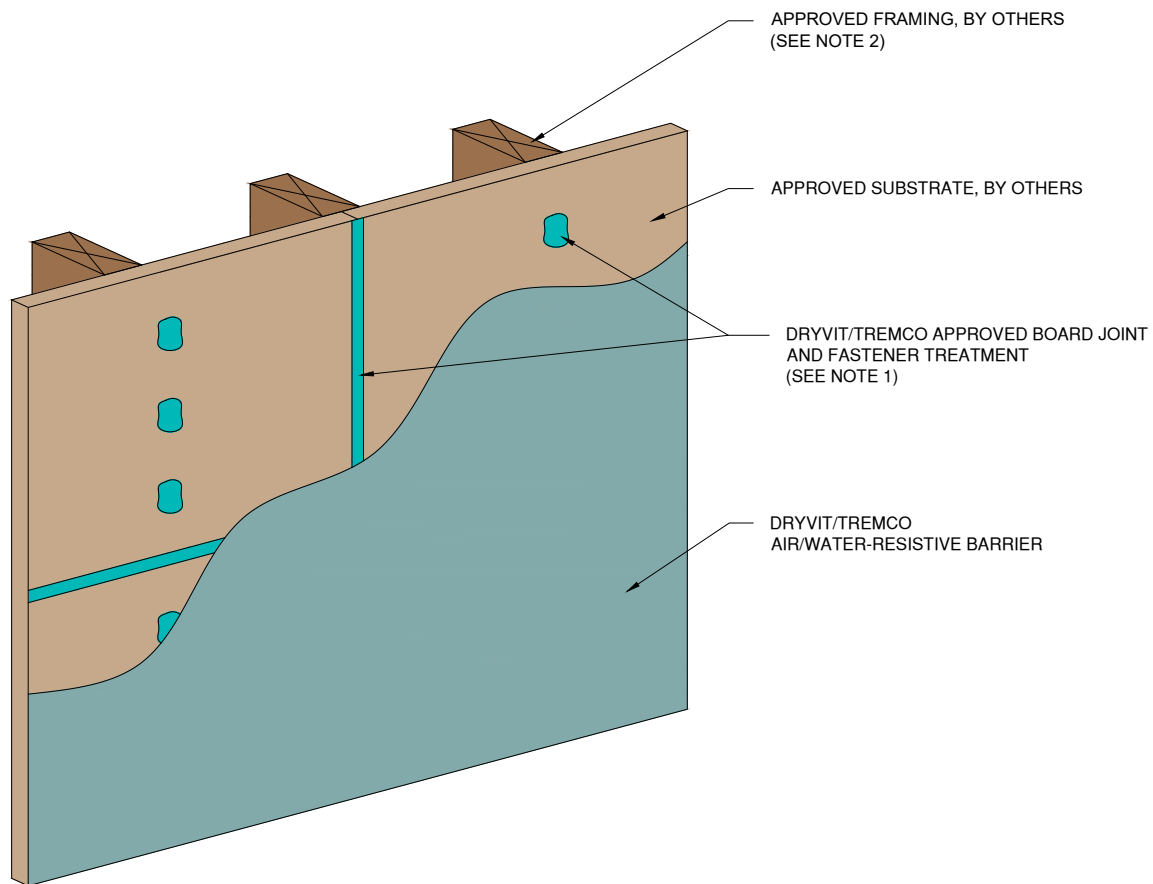 APPROVED FRAMING, BY OTHERS
(SEE NOTE 2)
APPROVED SUBSTRATE, BY OTHERS
DRYVIT/TREMCO APPROVED BOARD JOINT
AND FASTENER TREATMENT
(SEE NOTE 1)
DRYVIT/TREMCO
AIR/WATER-RESISTIVE BARRIER